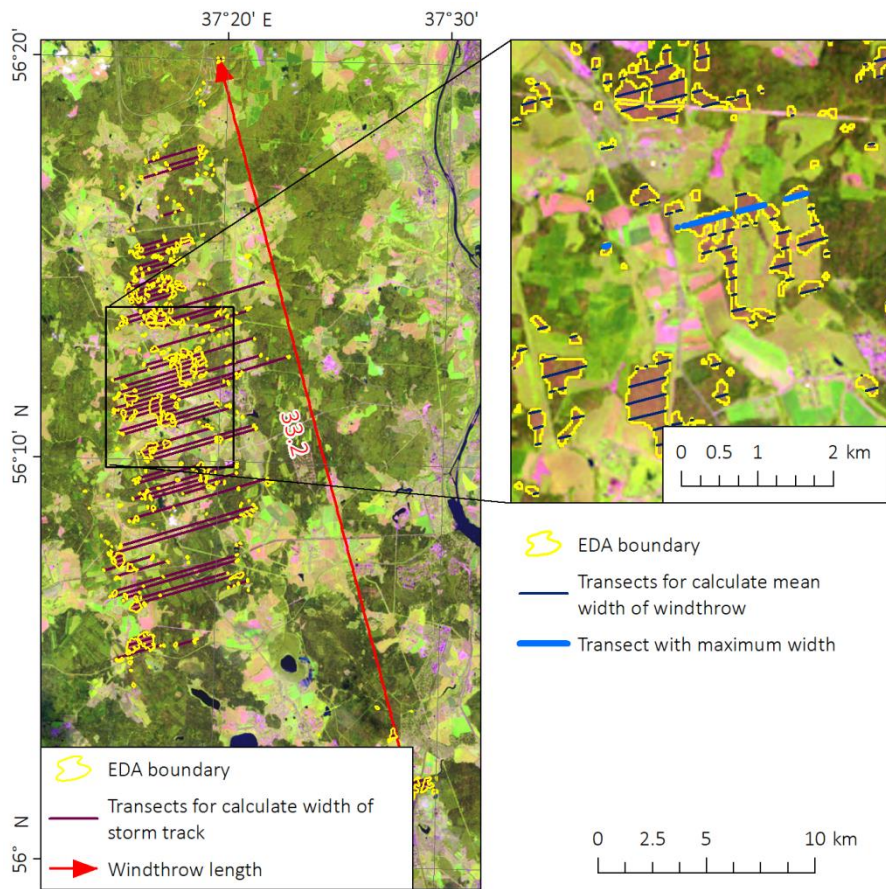 37°20' E
37°30'
56°20'
56°10' N
56° N
33.2
0 0.5 1 2 km
EDA boundary
Transects for calculate mean
width of windthrow
Transect with maximum width
EDA boundary
Transects for calculate width of
storm track
Windthrow length
0 2.5 5 10 km